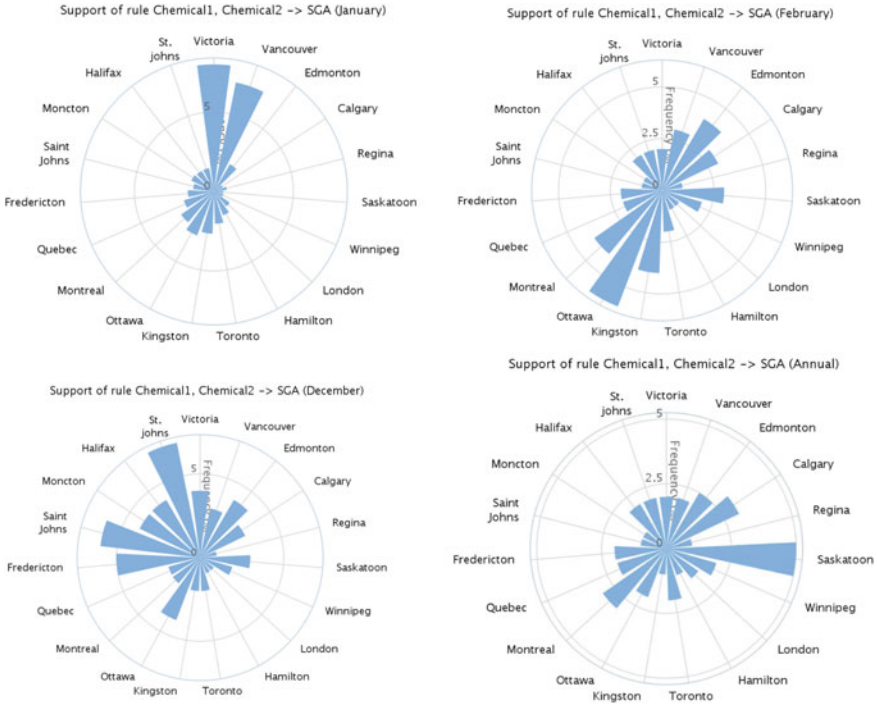 Support of rule Chemical1, Chemical2 -> SGA (January)
Victoria
Vancouver
Edmonton
Calgary
Regina
Saskatoon
Winnipeg
London
Hamilton
Toronto
Kingston
Ottawa
Montreal
Quebec
Fredericton
Saint
Johns
Moncton
Halifax
St.
johns
5
0
Support of rule Chemical1, Chemical2 -> SGA (February)
Victoria
Vancouver
Edmonton
Calgary
Regina
Saskatoon
Winnipeg
London
Hamilton
Toronto
Kingston
Ottawa
Montreal
Quebec
Fredericton
Saint
Johns
Moncton
Halifax
St.
johns
5
2.5
0
Frequency
Support of rule Chemical1, Chemical2 -> SGA (December)
Victoria
Vancouver
Edmonton
Calgary
Regina
Saskatoon
Winnipeg
London
Hamilton
Toronto
Kingston
Ottawa
Montreal
Quebec
Fredericton
Saint
Johns
Moncton
Halifax
St.
johns
5
0
Support of rule Chemical1, Chemical2 -> SGA (Annual)
Victoria
Vancouver
Edmonton
Calgary
Regina
Saskatoon
Winnipeg
London
Hamilton
Toronto
Kingston
Ottawa
Montreal
Quebec
Fredericton
Saint
Johns
Moncton
Halifax
St.
johns
5
2.5
0
Frequency